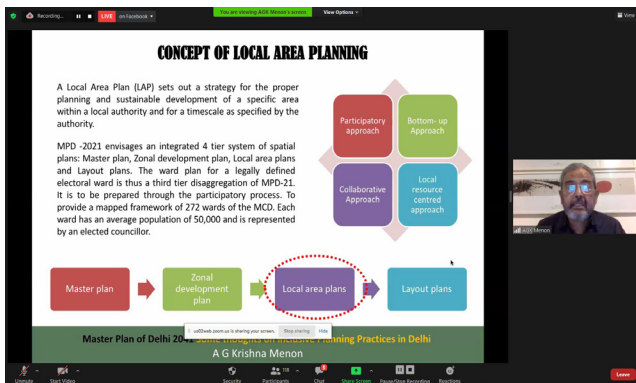 Recording...
LIVE
on Facebook
You are viewing AGK Menon's screen
View Options
View
CONCEPT OF LOCAL AREA PLANNING
A Local Area Plan (LAP) sets out a strategy for the proper
planning and sustainable development of a specific area
within a local authority and for a timescale as specified by the
authority.
MPD -2021 envisages an integrated 4 tier system of spatial
plans: Master plan, Zonal development plan, Local area plans
and Layout plans. The ward plan for a legally defined
electoral ward is thus a third tier disaggregation of MPD-21.
It is to be prepared through the participatory process. To
provide a mapped framework of 272 wards of the MCD. Each
ward has an average population of 50,000 and is represented
by an elected councillor.
Participatory
approach
Bottom- up
Approach
Collaborative
Approach
Local
resource
centred
approach
AGK Menon
Master plan
Zonal
development
plan
Local area plans
Layout plans
us02web.zoom.us is sharing your screen.
Stop sharing
Hide
Master Plan of Delhi 2041 Some thoughts on Inclusive Planning Practices in Delhi
A G Krishna Menon
Unmute
Start Video
Security
118
Participants
Chat
Share Screen
Pause/Stop Recording
Reactions
Leave